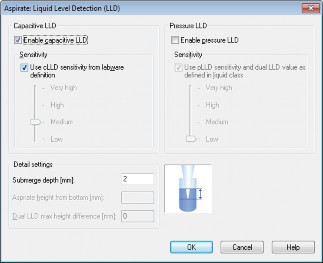 Aspirate: Liquid Level Detection (LLD)
Capacitive LLD
Enable capacitive LLD
Sensitivity
Use cLLD sensitivity from labware
definition
Very high
High
Medium
Low
Pressure LLD
Enable pressure LLD
Sensitivity
Use pLLD sensitivity and dual LLD value as
defined in liquid class
Very high
High
Medium
Low
Detail settings
Submerge depth [mm]: 2
Aspirate height from bottom [mm]:
Dual LLD max height difference [mm]: 0
OK
Cancel
Help